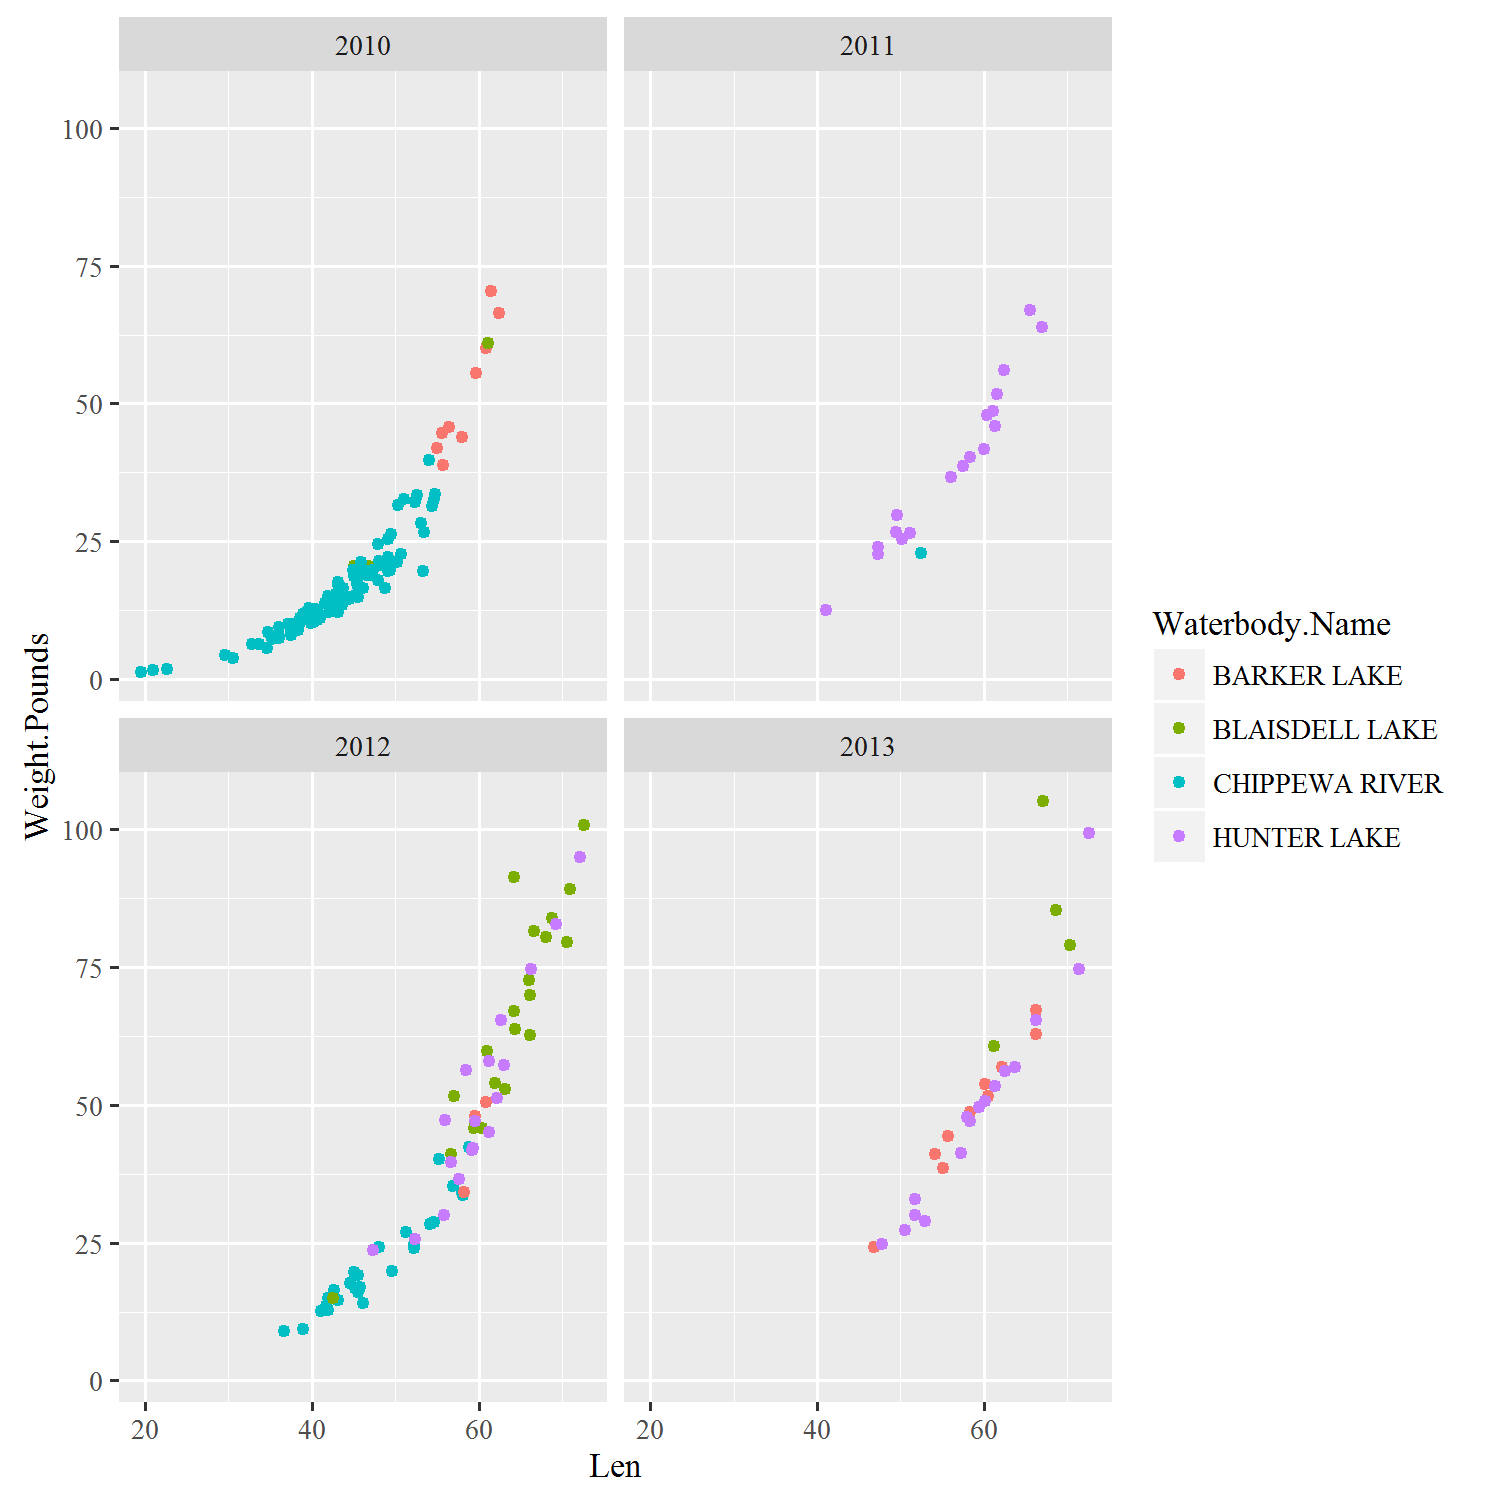 2010
2011
100
75
50
25
0
2012
2013
100
75
50
25
0
20
40
60
20
40
60
Len
Weight.Pounds
Waterbody.Name
BARKER LAKE
BLAISDELL LAKE
CHIPPEWA RIVER
HUNTER LAKE